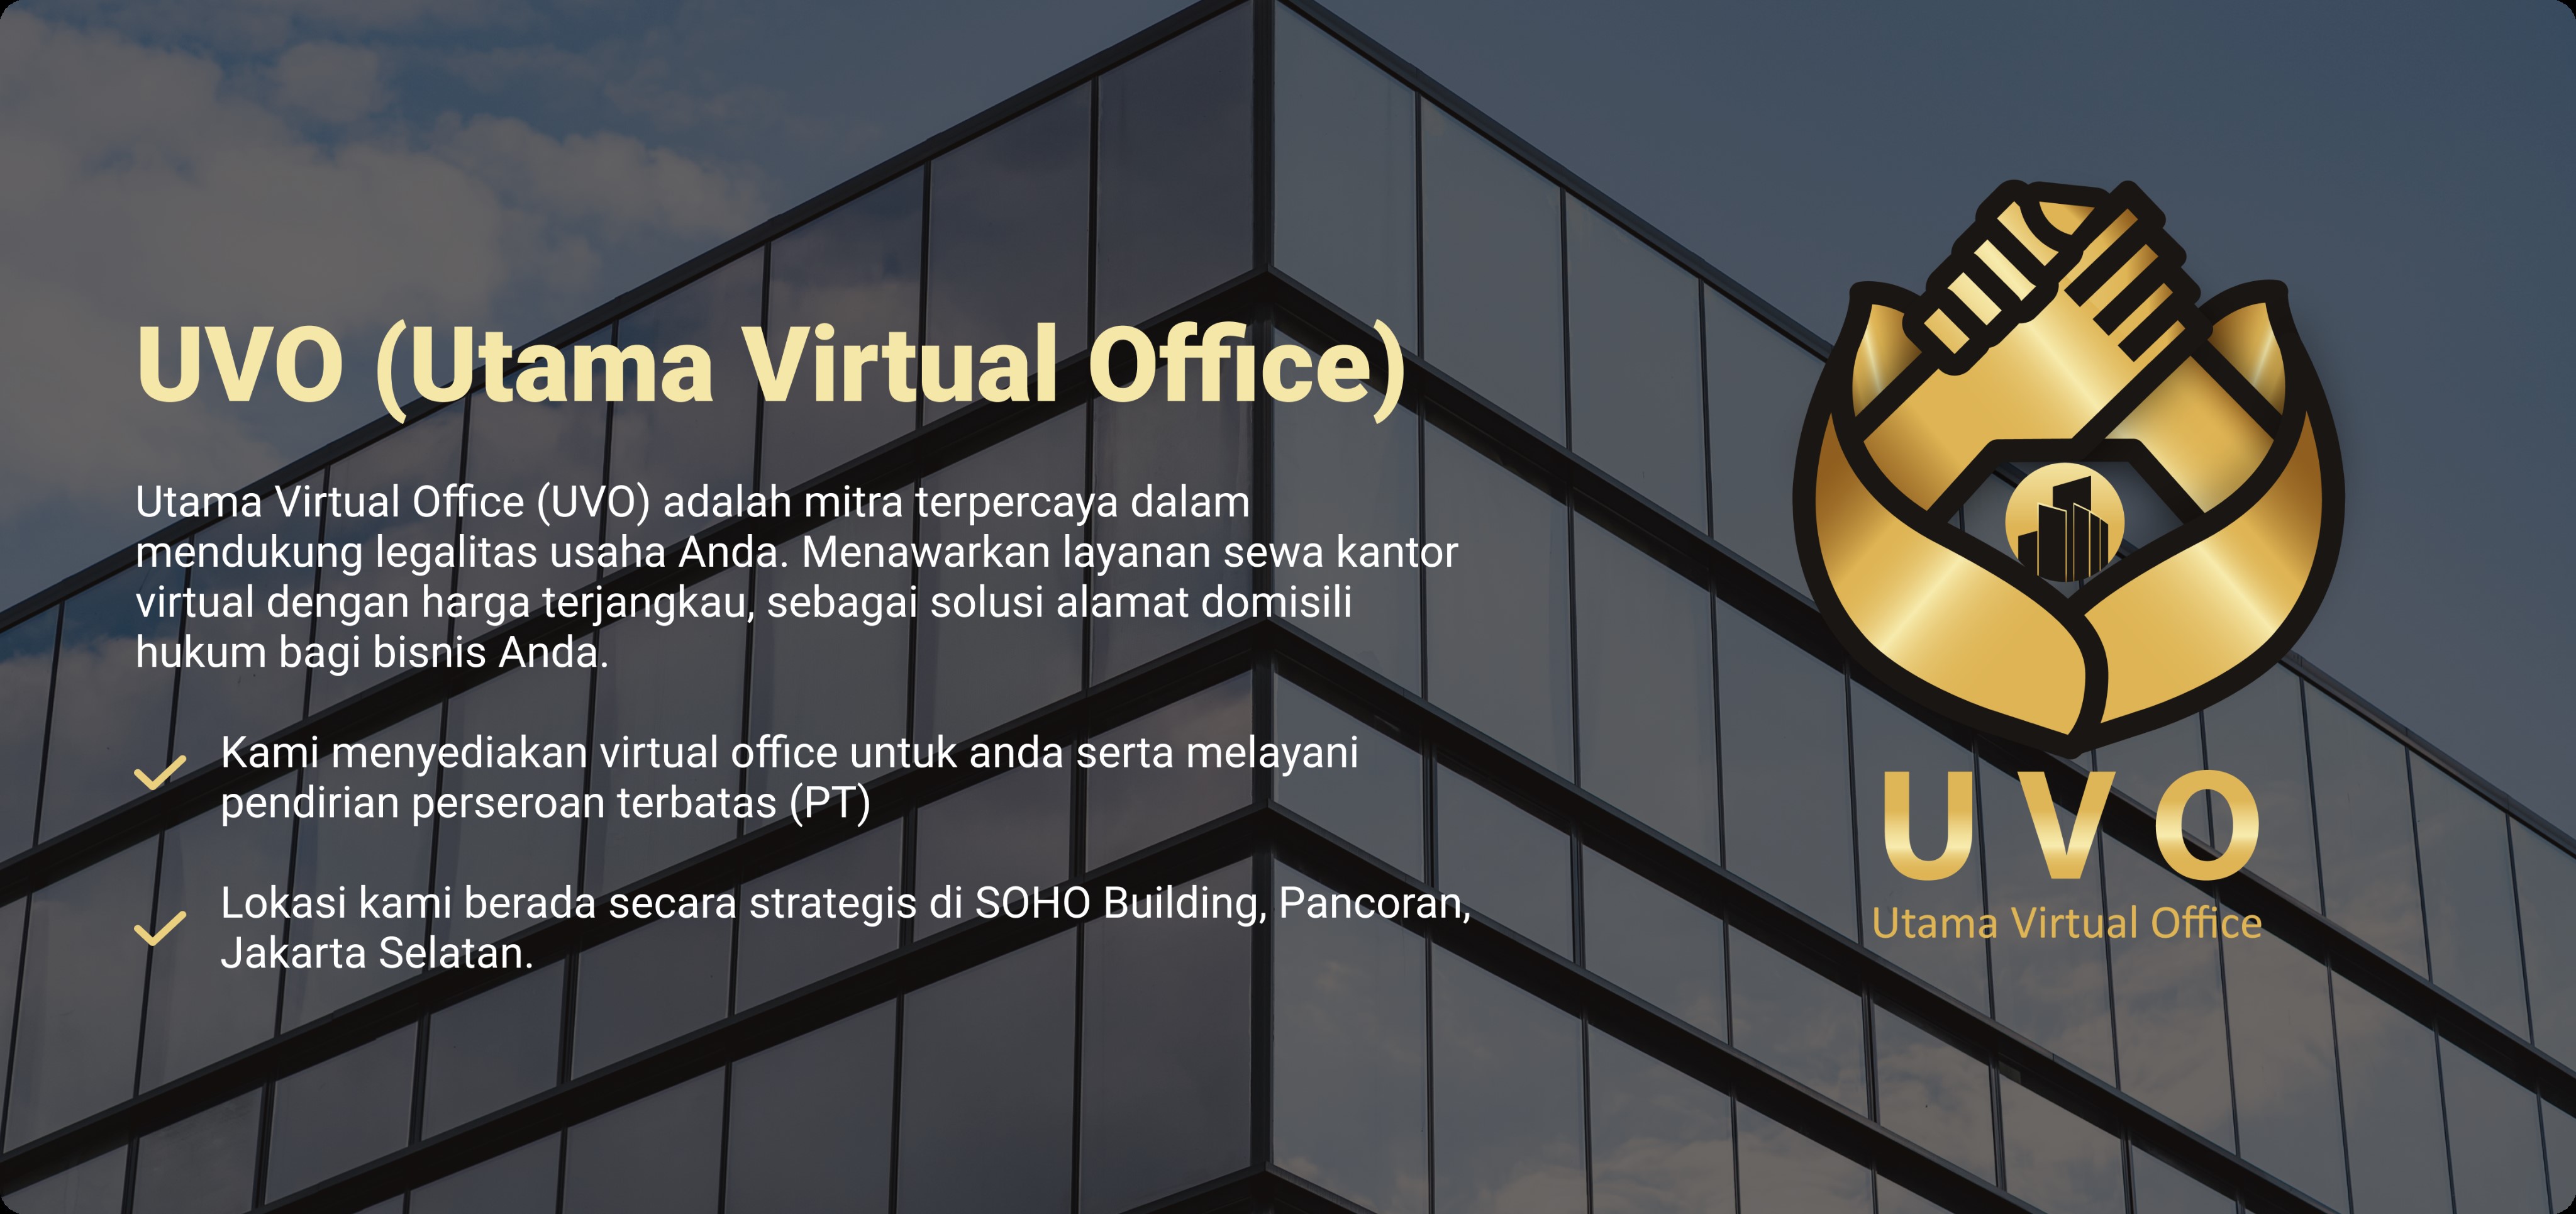 UVO (Utama Virtual Office)
Utama Virtual Office (UVO) adalah mitra terpercaya dalam
mendukung legalitas usaha Anda. Menawarkan layanan sewa kantor
virtual dengan harga terjangkau, sebagai solusi alamat domisili
hukum bagi bisnis Anda.
Kami menyediakan virtual office untuk anda serta melayani
pendirian perseroan terbatas (PT)
Lokasi kami berada secara strategis di SOHO Building, Pancoran,
Jakarta Selatan.
UVO
Utama Virtual Office